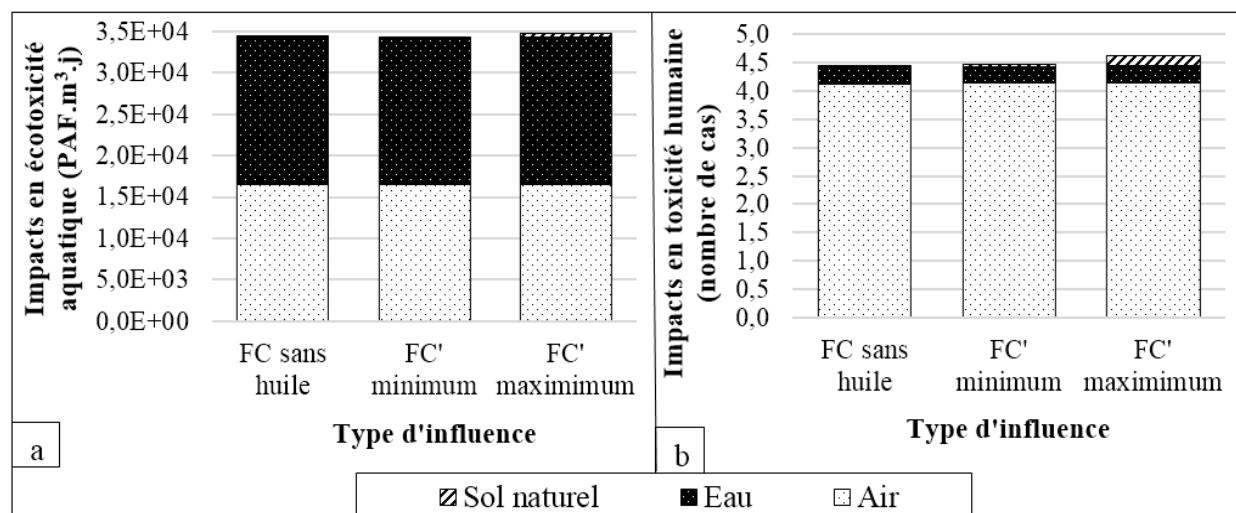 Impacts en écotoxicité
aquatique (PAF.m³.j)
3,5E+04
3,0E+04
2,5E+04
2,0E+04
1,5E+04
1,0E+04
5,0E+03
0,0E+00
FC sans
huile
FC'
minimum
FC'
maximimum
Type d'influence
a
Impacts en toxicité humaine
(nombre de cas)
5,0
4,5
4,0
3,5
3,0
2,5
2,0
1,5
1,0
0,5
0,0
FC sans
huile
FC'
minimum
FC'
maximimum
Type d'influence
b
Sol naturel
Eau
Air